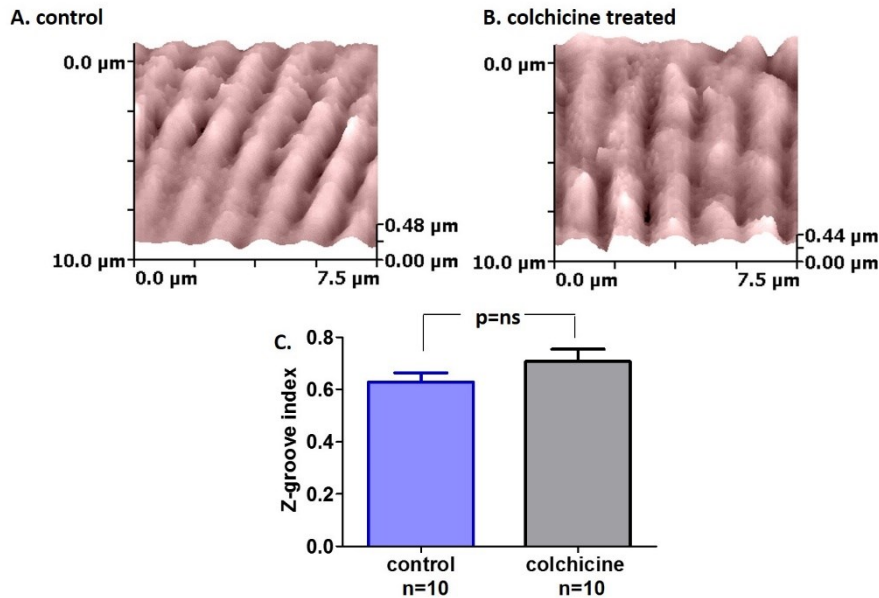 A. control
0.0 µm
10.0 µm
0.0 µm
7.5 µm
0.48 µm
0.00 µm
B. colchicine treated
0.0 µm
10.0 µm
0.0 µm
7.5 µm
0.44 µm
0.00 µm
C.
p=ns
Z-groove index
0.8
0.6
0.4
0.2
0.0
control
n=10
colchicine
n=10